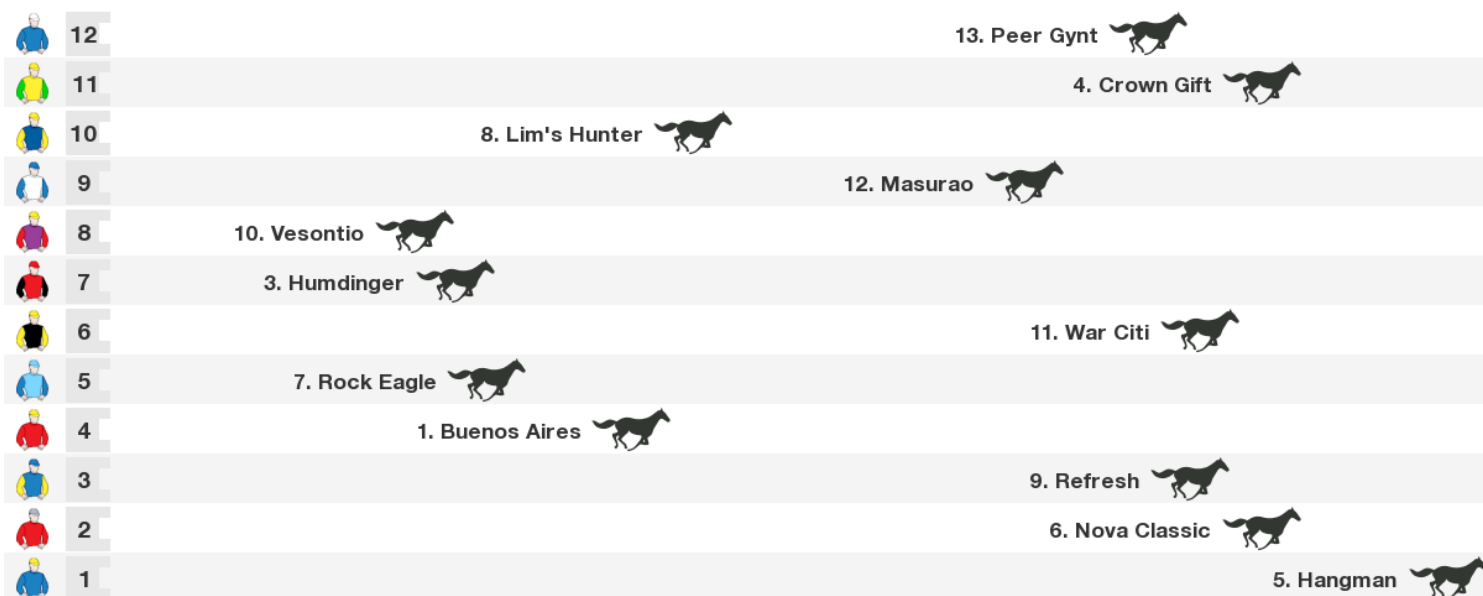 12 13. Peer Gynt
11 4. Crown Gift
10 8. Lim's Hunter
9 12. Masurao
8 10. Vesontio
7 3. Humdinger
6 11. War Citi
5 7. Rock Eagle
4 1. Buenos Aires
3 9. Refresh
2 6. Nova Classic
1 5. Hangman